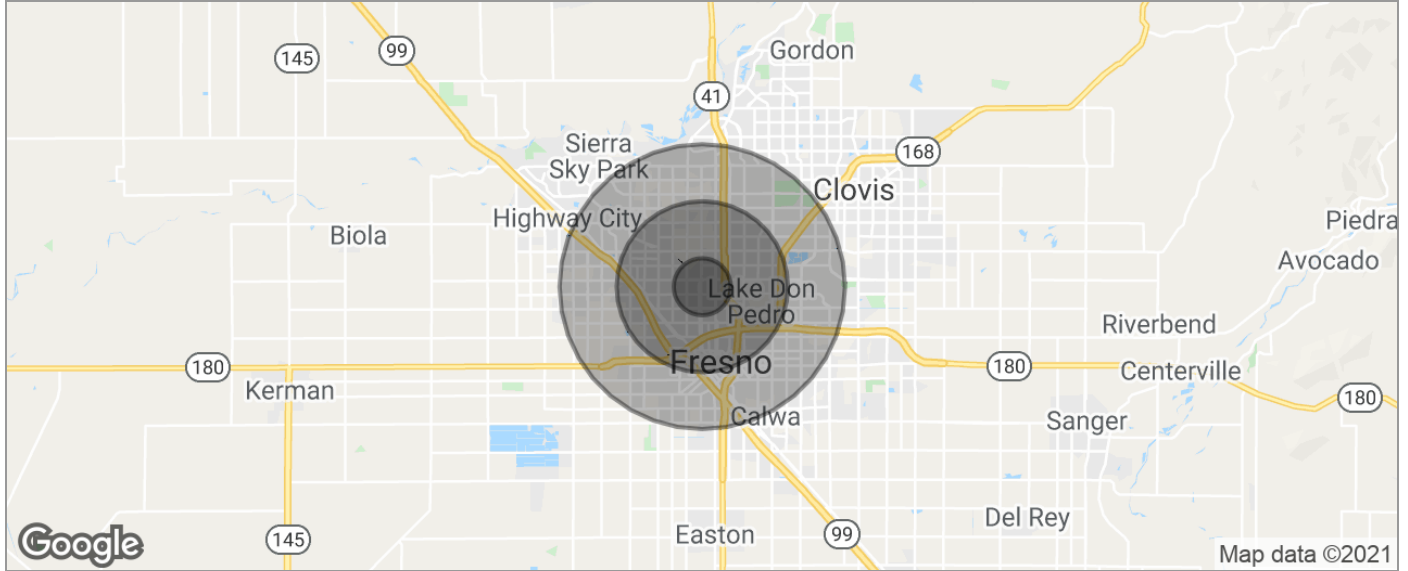 Gordon
99
145
41
Sierra
Sky Park
168
Clovis
Highway City
Piedra
Biola
Avocado
Lake Don
Pedro
Riverbend
Fresno
180
180
Centerville
Kerman
180
Calwa
Sanger
Del Rey
Easton
99
145
Google
Map data ©2021